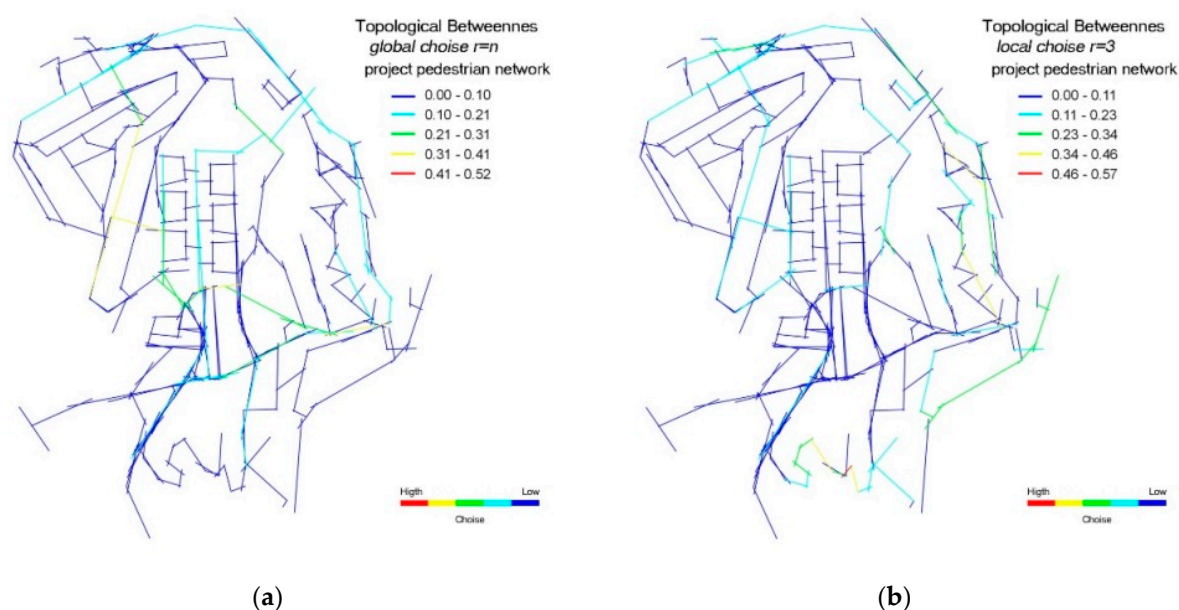 Topological Betweennes
global choise r=n
project pedestrian network
0.00 - 0.10
0.10 - 0.21
0.21 - 0.31
0.31 - 0.41
0.41 - 0.52
Higth
Low
Choise
(a)
Topological Betweennes
local choise r=3
project pedestrian network
0.00 - 0.11
0.11 - 0.23
0.23 - 0.34
0.34 - 0.46
0.46 - 0.57
Higth
Low
Choise
(b)